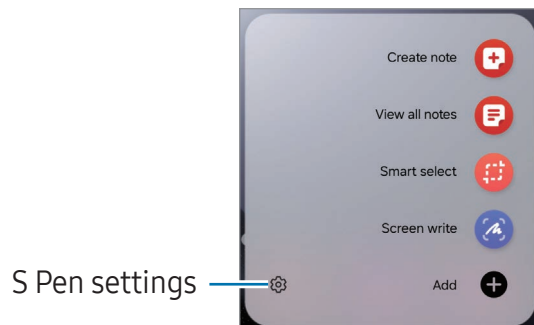 Create note
View all notes
Smart select
Screen write
S Pen settings
Add